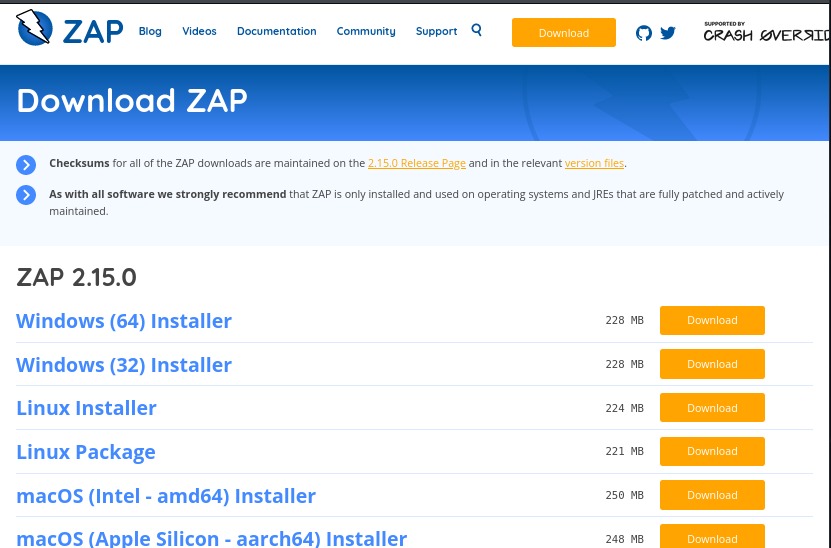 ZAP Blog Videos Documentation Community Support Download SUPPORTED BY
CRASH OVERRID
Download ZAP
Checksums for all of the ZAP downloads are maintained on the 2.15.0 Release Page and in the relevant version files.
As with all software we strongly recommend that ZAP is only installed and used on operating systems and JREs that are fully patched and actively
maintained.
ZAP 2.15.0
Windows (64) Installer 228 MB Download
Windows (32) Installer 228 MB Download
Linux Installer 224 MB Download
Linux Package 221 MB Download
macOS (Intel - amd64) Installer 250 MB Download
macOS (Apple Silicon - aarch64) Installer 248 MB Download